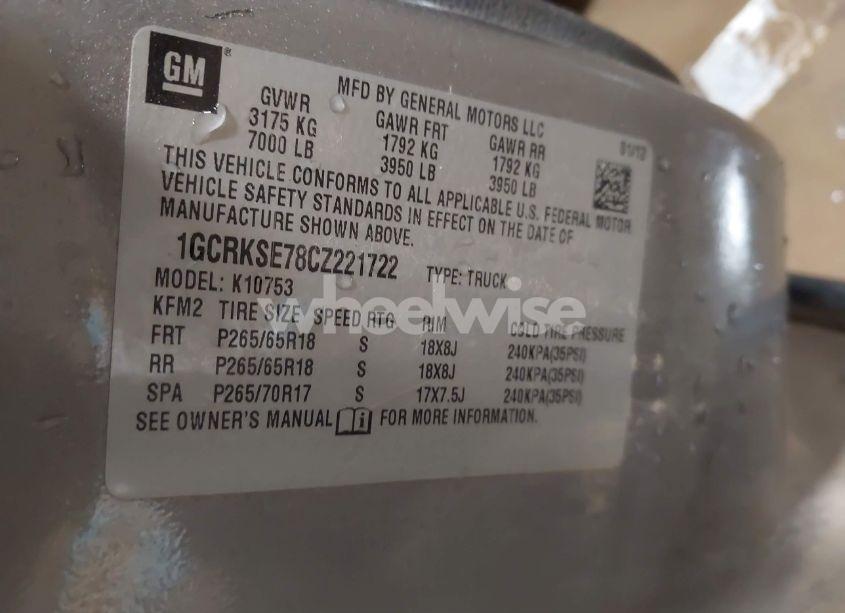 GM ®
MFD BY GENERAL MOTORS LLC
GVWR GAWR FRT GAWR RR
3175 KG 1792 KG 1792 KG
7000 LB 3950 LB 3950 LB
THIS VEHICLE CONFORMS TO ALL APPLICABLE U.S. FEDERAL MOTOR
VEHICLE SAFETY STANDARDS IN EFFECT ON THE DATE OF
MANUFACTURE SHOWN ABOVE.
1GCRKSE78CZ221722 TYPE: TRUCK
MODEL: K10753
wheelwise
KFM2 TIRE SIZE SPEED RTG RIM COLD TIRE PRESSURE
FRT P265/65R18 S 18X8J 240KPA(35PSI)
RR P265/65R18 S 18X8J 240KPA(35PSI)
SPA P265/70R17 S 17X7.5J 240KPA(35PSI)
SEE OWNER'S MANUAL i FOR MORE INFORMATION.